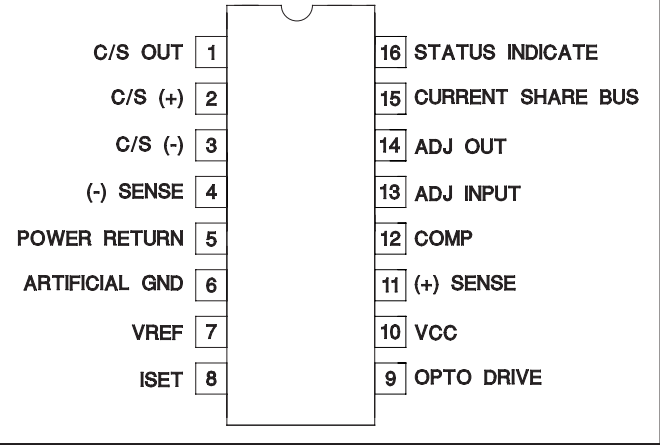 C/S OUT 1 16 STATUS INDICATE
C/S (+) 2 15 CURRENT SHARE BUS
C/S (-) 3 14 ADJ OUT
(-) SENSE 4 13 ADJ INPUT
POWER RETURN 5 12 COMP
ARTIFICIAL GND 6 11 (+) SENSE
VREF 7 10 VCC
ISET 8 9 OPTO DRIVE